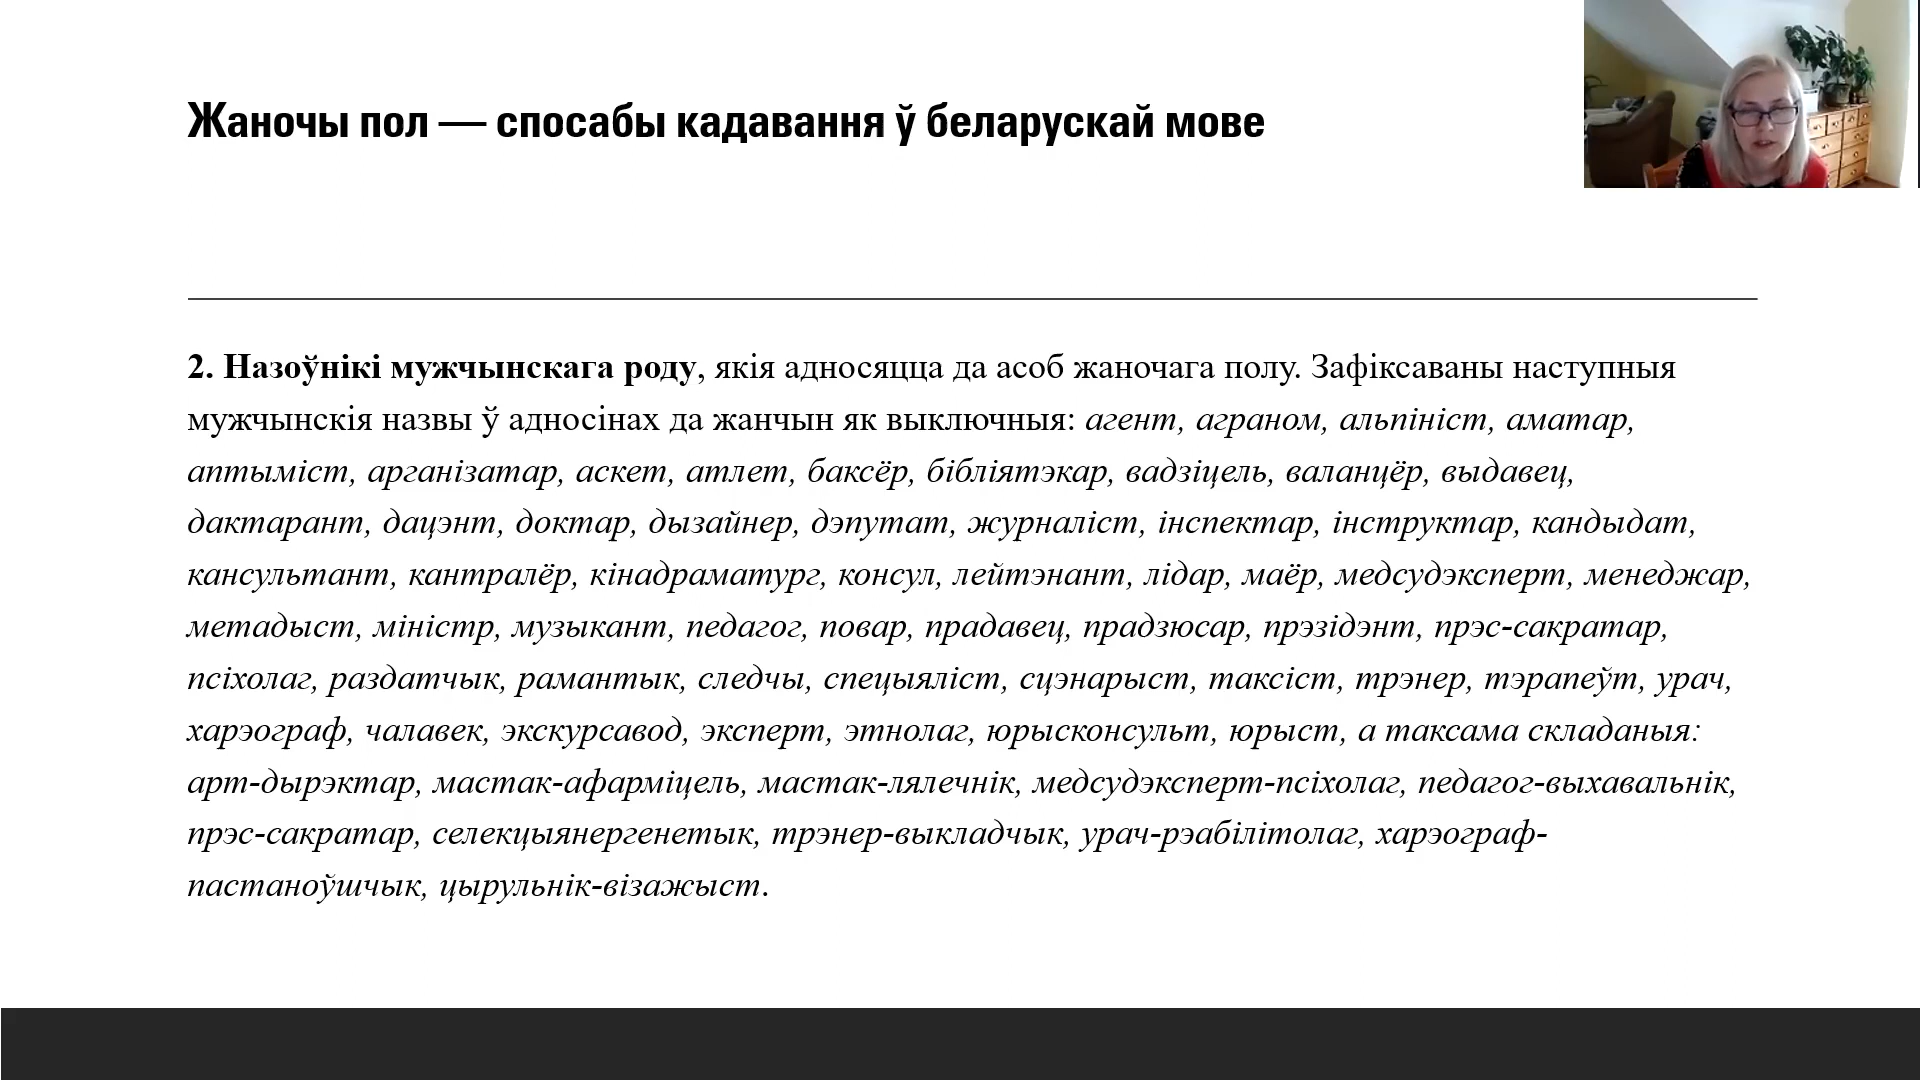 Жаночы пол — спосабы кадавання ў беларускай мове
2. Назоўнікі мужчынскага роду, якія адносяцца да асоб жаночага полу. Зафіксаваны наступныя
мужчынскія назвы ў адносінах да жанчын як выключныя: агент, аграном, альпініст, аматар,
аптыміст, арганізатар, аскет, атлет, баксёр, бібліятэкар, вадзіцель, валанцёр, выдавец,
дактарант, дацэнт, доктар, дызайнер, дэпутат, журналіст, інспектар, інструктар, кандыдат,
кансультант, кантралёр, кінадраматург, консул, лейтэнант, лідар, маёр, медсудэксперт, менеджар,
метадыст, міністр, музыкант, педагог, повар, прадавец, прадзюсар, прэзідэнт, прэс-сакратар,
псіхолаг, раздатчык, рамантык, следчы, спецыяліст, сцэнарыст, таксіст, трэнер, тэрапеўт, урач,
харэограф, чалавек, экскурсавод, эксперт, этнолаг, юрысконсульт, юрыст, а таксама складаныя:
арт-дырэктар, мастак-афарміцель, мастак-лялечнік, медсудэксперт-псіхолаг, педагог-выхавальнік,
прэс-сакратар, селекцыянергенетык, трэнер-выкладчык, урач-рэабілітолаг, харэограф-
пастаноўшчык, цырульнік-візажыст.